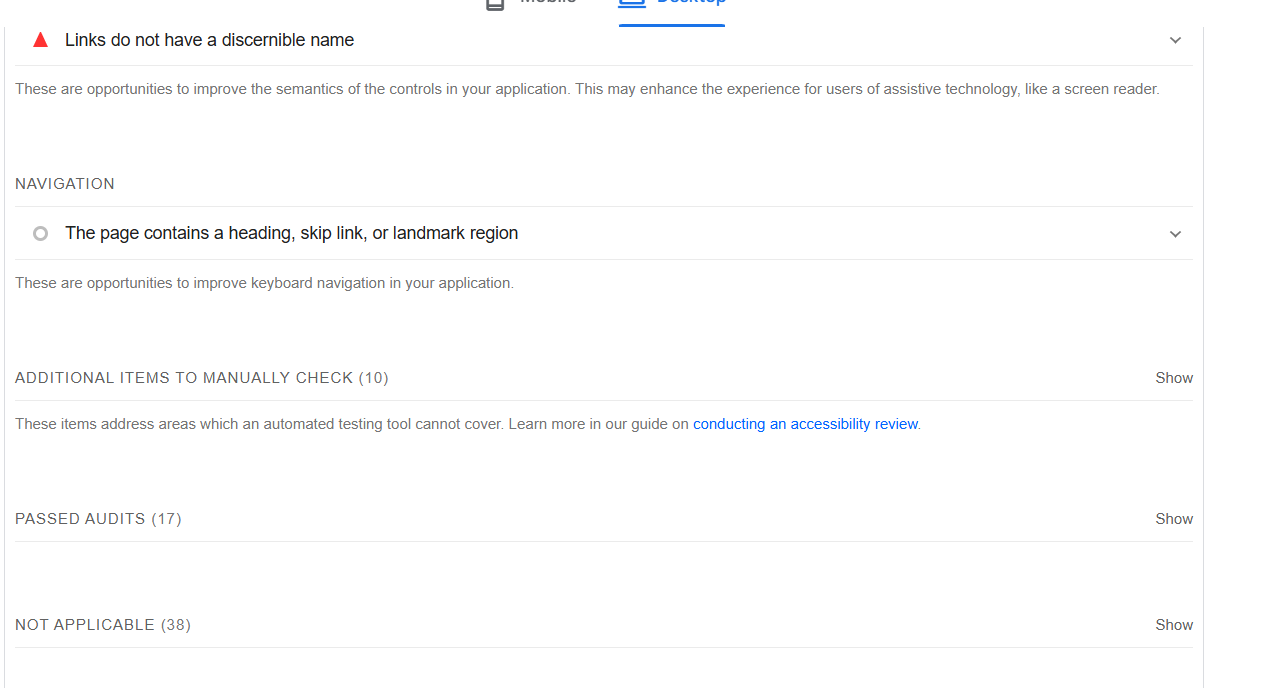 Mobile
Desktop
Links do not have a discernible name
These are opportunities to improve the semantics of the controls in your application. This may enhance the experience for users of assistive technology, like a screen reader.
NAVIGATION
The page contains a heading, skip link, or landmark region
These are opportunities to improve keyboard navigation in your application.
ADDITIONAL ITEMS TO MANUALLY CHECK (10)
Show
These items address areas which an automated testing tool cannot cover. Learn more in our guide on conducting an accessibility review.
PASSED AUDITS (17)
Show
NOT APPLICABLE (38)
Show